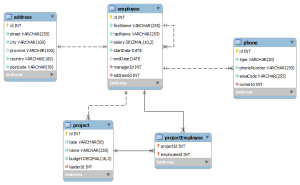 address
id INT
street VARCHAR(255)
city VARCHAR(100)
province VARCHAR(100)
country VARCHAR(100)
postcode VARCHAR(50)
Indexes
employee
id INT
firstName VARCHAR(255)
lastName VARCHAR(255)
salary DECIMAL(10,2)
startDate DATE
endDate DATE
managerId INT
addressId INT
Indexes
phone
id INT
type VARCHAR(20)
phoneNumber VARCHAR(255)
areaCode VARCHAR(255)
ownerId INT
Indexes
project
id INT
type VARCHAR(50)
name VARCHAR(255)
budget DECIMAL(16,2)
leaderId INT
Indexes
projectEmployee
projectId INT
employeeId INT
Indexes